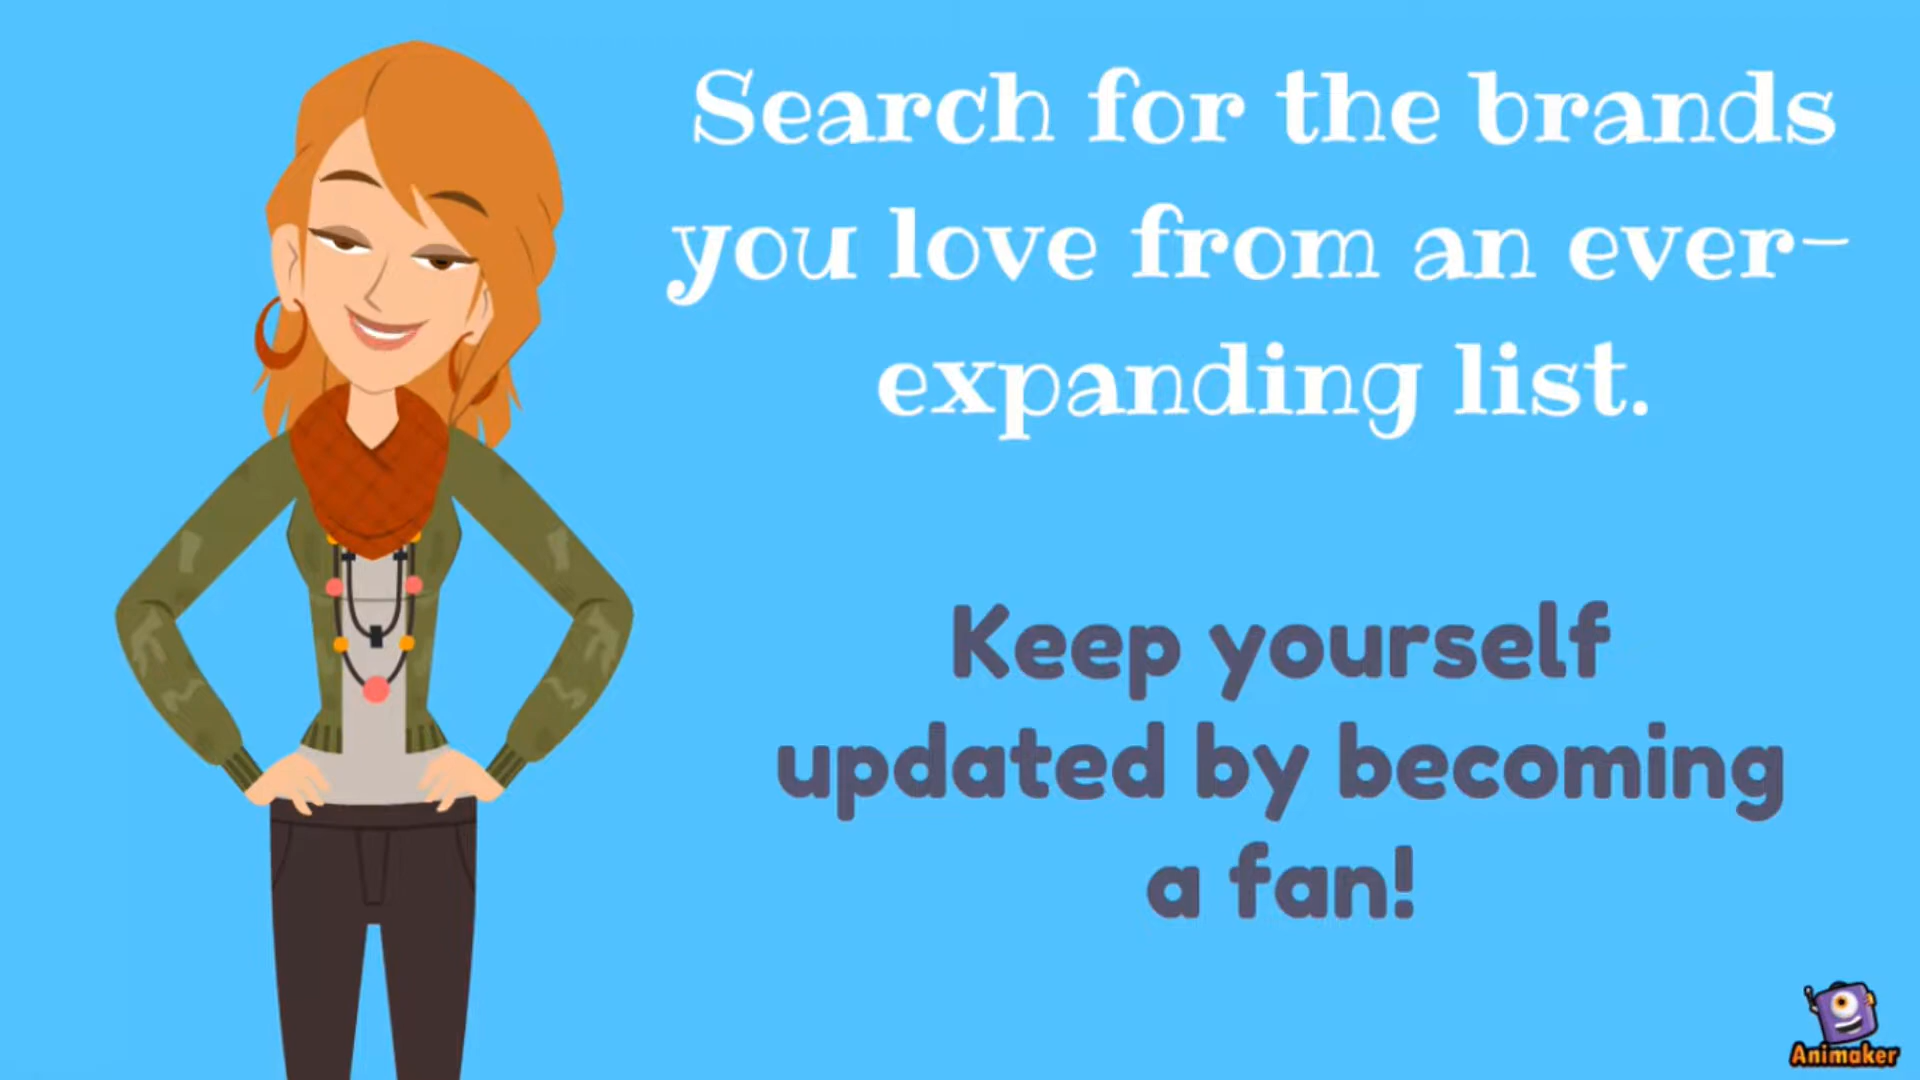 Search for the brands
you love from an ever-
expanding list.
Keep yourself
updated by becoming
a fan!
Animaker